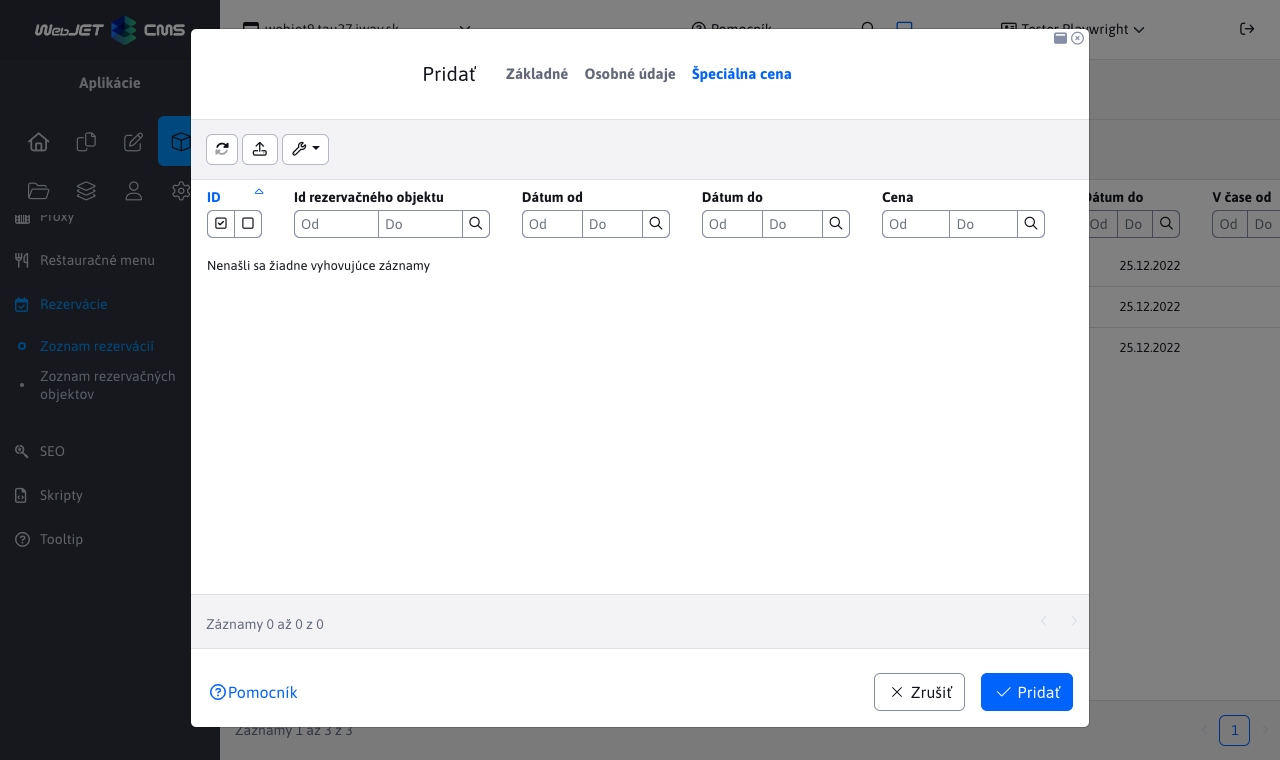 WebJET CMS
webjet9.tau27.iway.sk
Pomocník
Tester Playwright
Aplikácie
Proxy
Reštauračné menu
Rezervácie
Zoznam rezervácií
Zoznam rezervačných
objektov
SEO
Skripty
Tooltip
Pridať
Základné
Osobné údaje
Špeciálna cena
ID
Id rezervačného objektu
Dátum od
Dátum do
Cena
Od Do
Od Do
Od Do
Od Do
Nenašli sa žiadne vyhovujúce záznamy
Dátum do
V čase od
Od Do
Od Do
25.12.2022
25.12.2022
25.12.2022
Záznamy 0 až 0 z 0
Pomocník
Zrušiť
Pridať
Záznamy 1 až 3 z 3
1